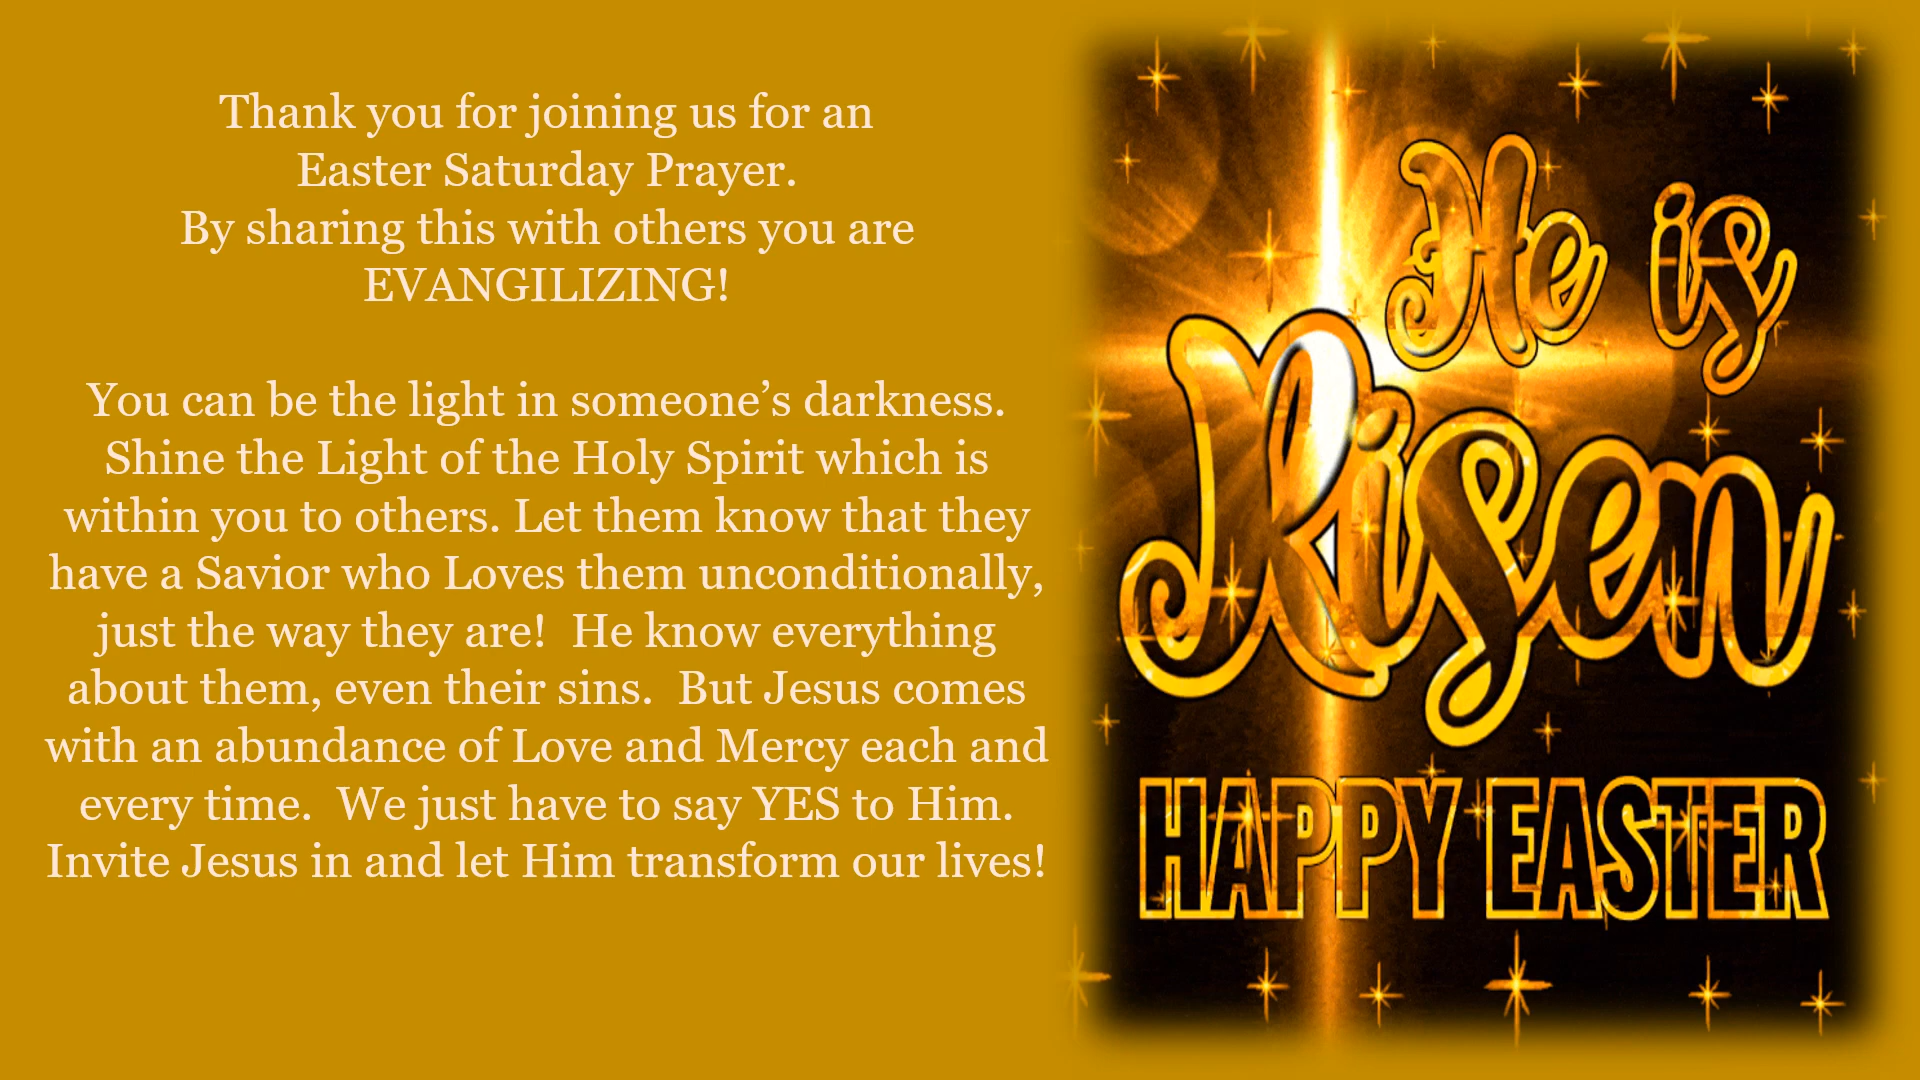 Thank you for joining us for an
Easter Saturday Prayer.
By sharing this with others you are
EVANGILIZING!
You can be the light in someone’s darkness.
Shine the Light of the Holy Spirit which is
within you to others. Let them know that they
have a Savior who Loves them unconditionally,
just the way they are!  He know everything
about them, even their sins.  But Jesus comes
with an abundance of Love and Mercy each and
every time.  We just have to say YES to Him.
Invite Jesus in and let Him transform our lives!
He is
Risen
HAPPY EASTER